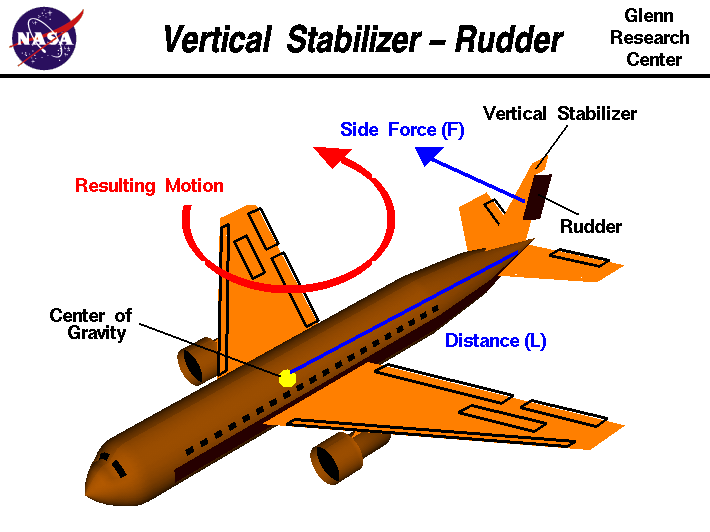 NASA
Vertical Stabilizer – Rudder
Glenn
Research
Center
Vertical Stabilizer
Side Force (F)
Resulting Motion
Rudder
Center of
Gravity
Distance (L)